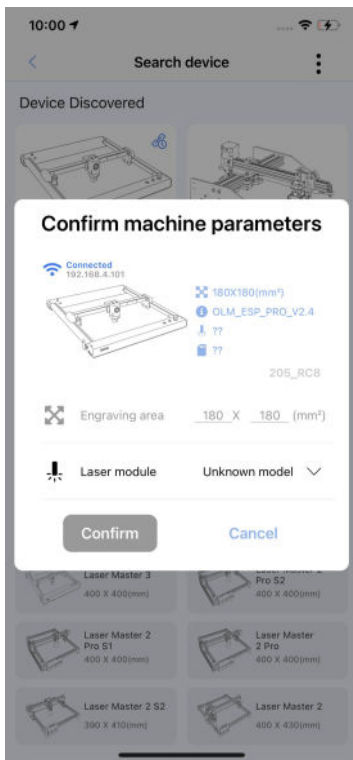 10:00
Search device
Device Discovered
Confirm machine parameters
Connected
192.168.4.101
180X180(mm²)
OLM_ESP_PRO_V2.4
??
??
205_RC8
Engraving area 180 X 180 (mm²)
Laser module Unknown model
Confirm Cancel
Laser Master 3
400 X 400(mm)
Pro S2
400 X 400(mm)
Laser Master 2
Pro S1
400 X 400(mm)
Laser Master
2 Pro
400 X 400(mm)
Laser Master 2 S2
390 X 410(mm)
Laser Master 2
400 X 430(mm)